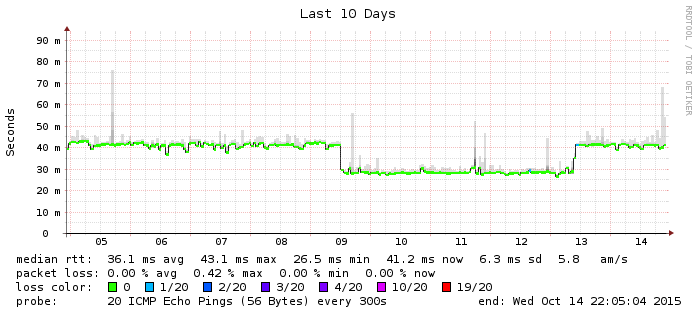 Last 10 Days
RRDTOOL / TOBI OETIKER
Seconds
90 m
80 m
70 m
60 m
50 m
40 m
30 m
20 m
10 m
0
05 06 07 08 09 10 11 12 13 14
median rtt: 36.1 ms avg 43.1 ms max 26.5 ms min 41.2 ms now 6.3 ms sd 5.8 am/s
packet loss: 0.00 % avg 0.42 % max 0.00 % min 0.00 % now
loss color: 0 1/20 2/20 3/20 4/20 10/20 19/20
probe: 20 ICMP Echo Pings (56 Bytes) every 300s end: Wed Oct 14 22:05:04 2015